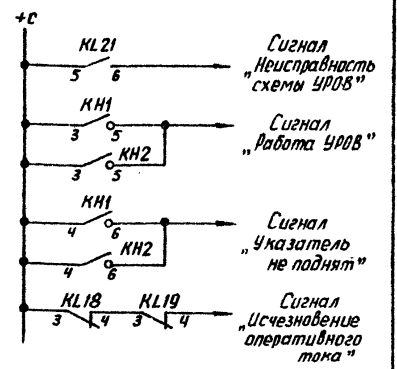 +С
KL21
5 6
Сигнал
„Неисправность
схемы УРОВ"
KH1
3 5
Сигнал
„Работа УРОВ"
KH2
3 5
KH1
4 6
Сигнал
„Указатель
не поднят"
KH2
4 6
KL18 KL19
3 4 3 4
Сигнал
„Исчезновение
оперативного
тока"